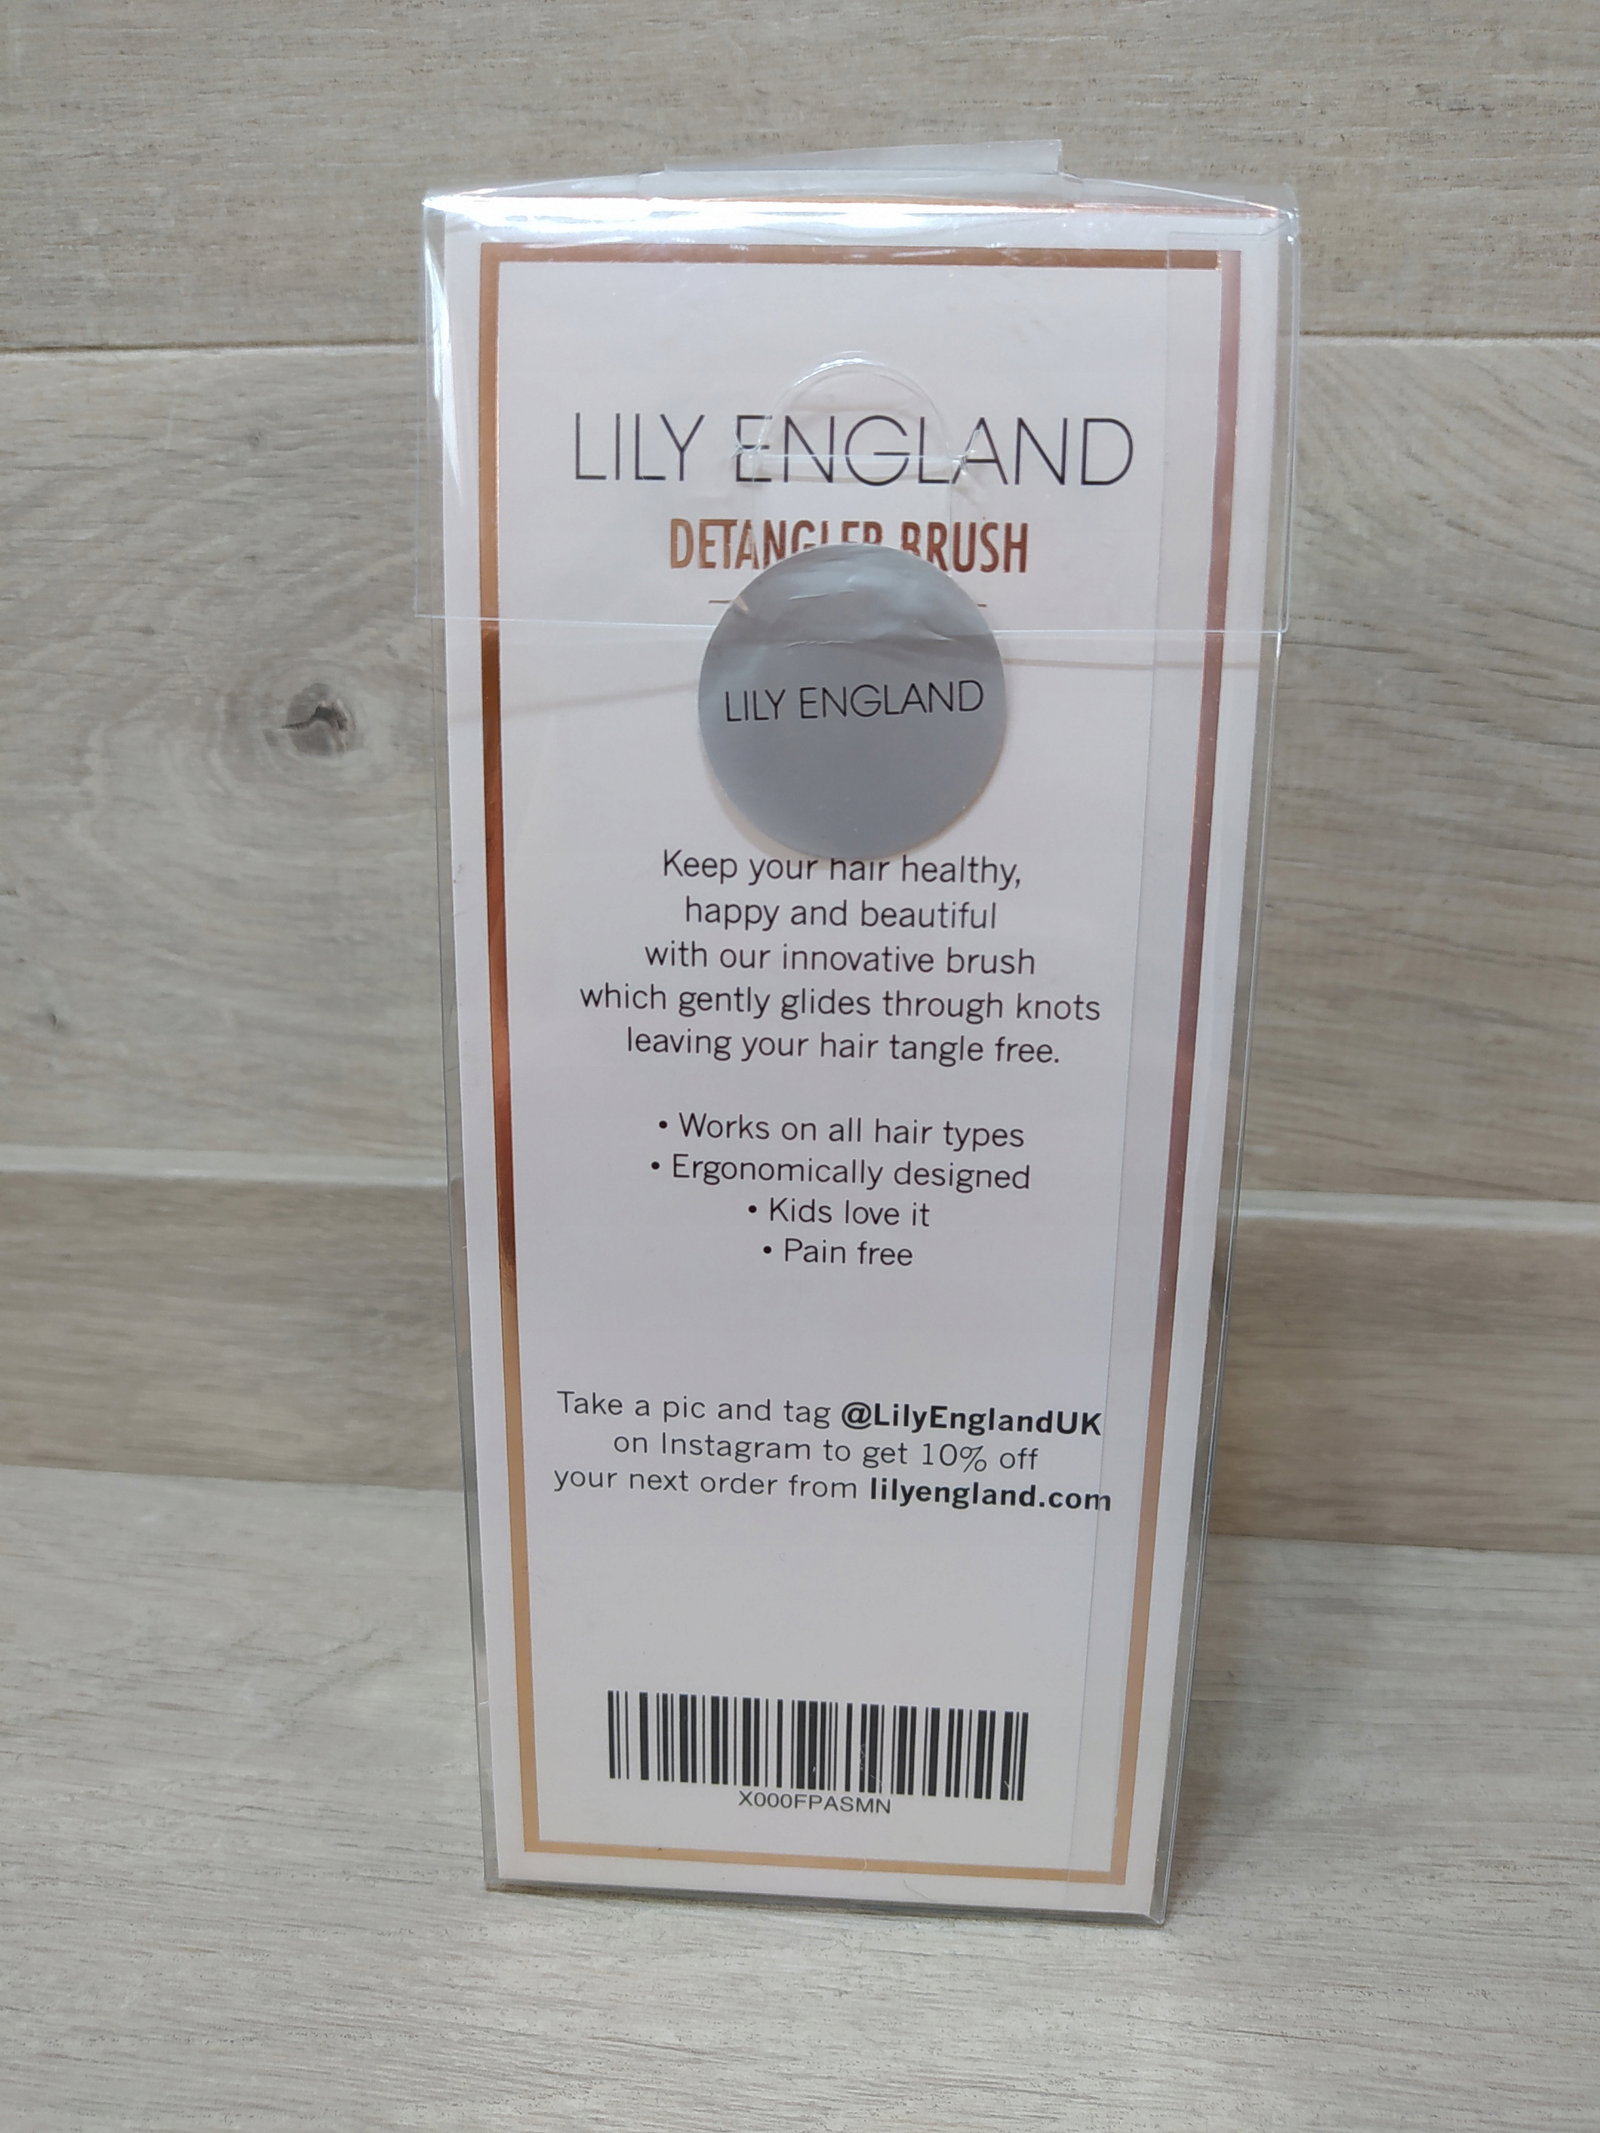 LILY ENGLAND
DETANGLER BRUSH
LILY ENGLAND
Keep your hair healthy,
happy and beautiful
with our innovative brush
which gently glides through knots
leaving your hair tangle free.
• Works on all hair types
• Ergonomically designed
• Kids love it
• Pain free
Take a pic and tag @LilyEnglandUK
on Instagram to get 10% off
your next order from lilyengland.com
X000FPASMN